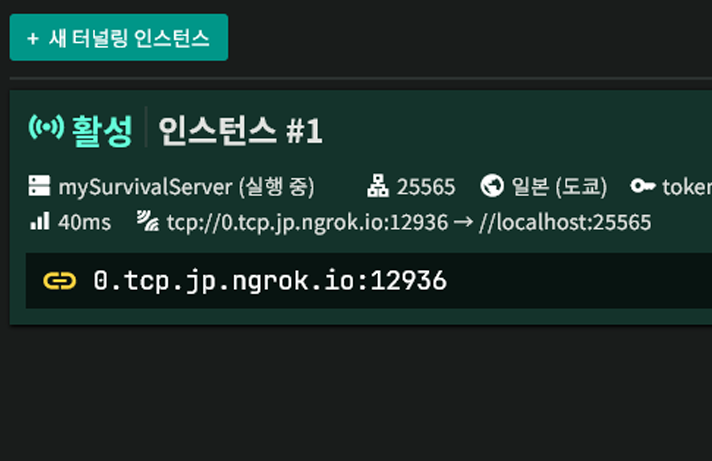 + 새 터널링 인스턴스
활성 인스턴스 #1
mySurvivalServer (실행 중) 25565 일본 (도쿄) token
40ms tcp://0.tcp.jp.ngrok.io:12936 → //localhost:25565
0.tcp.jp.ngrok.io:12936